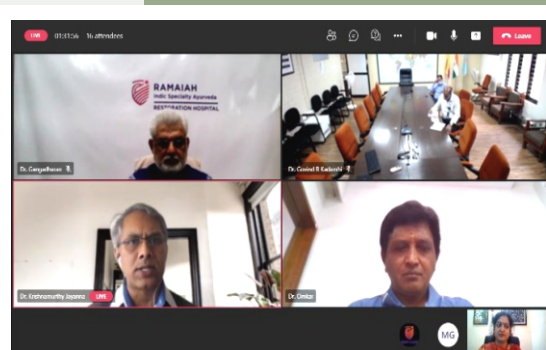 LIVE 01:31:56 16 attendees
Leave
RAMAIAH
Indic Specialty Ayurveda
RESTORATION HOSPITAL
Dr. Gangadharan
Dr. Govind R Kadambi
Dr. Krishnamurthy Jayanna LIVE
Dr. Omkar
MG